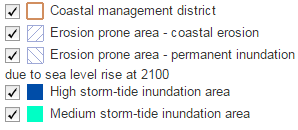 Coastal management district
Erosion prone area - coastal erosion
Erosion prone area - permanent inundation
due to sea level rise at 2100
High storm-tide inundation area
Medium storm-tide inundation area